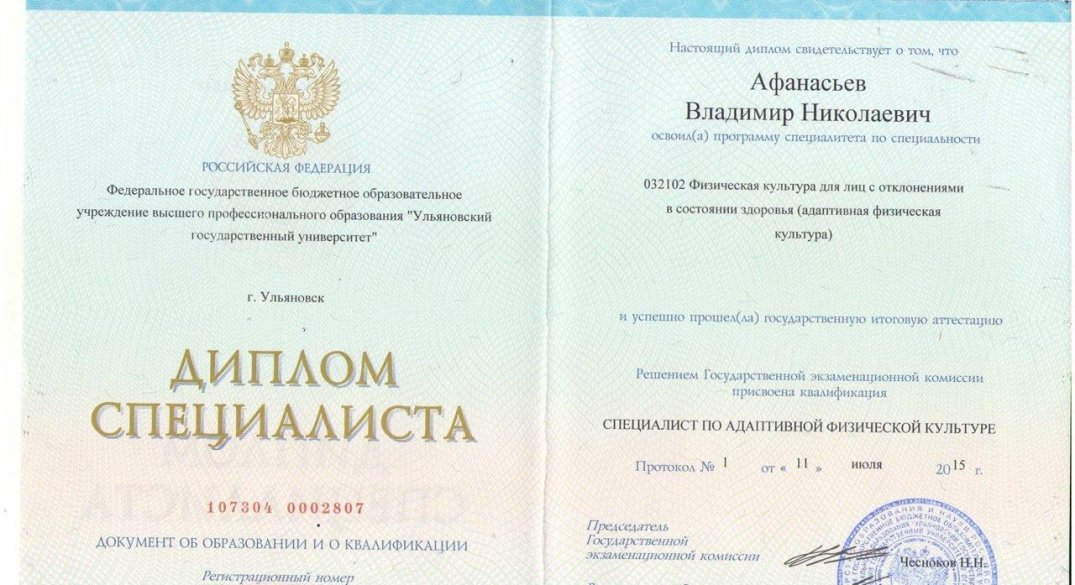 РОССИЙСКАЯ ФЕДЕРАЦИЯ
Федеральное государственное бюджетное образовательное
учреждение высшего профессионального образования "Ульяновский
государственный университет"
г. Ульяновск
ДИПЛОМ
СПЕЦИАЛИСТА
107304 0002807
ДОКУМЕНТ ОБ ОБРАЗОВАНИИ И О КВАЛИФИКАЦИИ
Регистрационный номер
Настоящий диплом свидетельствует о том, что
Афанасьев
Владимир Николаевич
освоил(а) программу специалитета по специальности
032102 Физическая культура для лиц с отклонениями
в состоянии здоровья (адаптивная физическая
культура)
и успешно прошел(ла) государственную итоговую аттестацию
Решением Государственной экзаменационной комиссии
присвоена квалификация
СПЕЦИАЛИСТ ПО АДАПТИВНОЙ ФИЗИЧЕСКОЙ КУЛЬТУРЕ
Протокол № 1 от « 11 » июля 2015 г.
Председатель
Государственной
экзаменационной комиссии
Чесноков Н.Н.